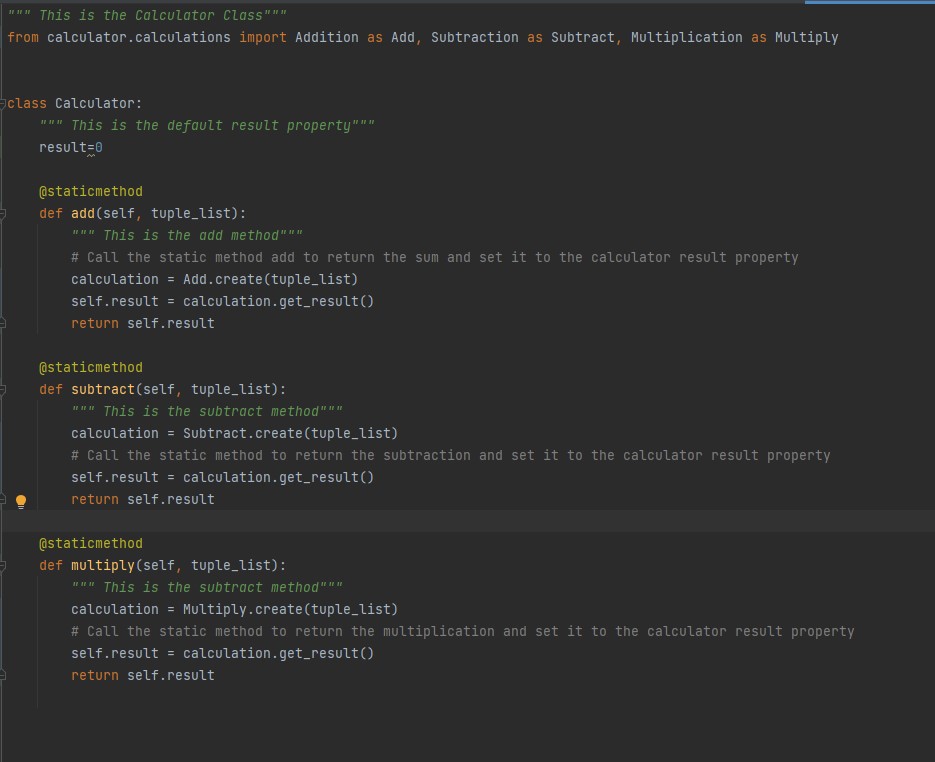 """ This is the Calculator Class"""
from calculator.calculations import Addition as Add, Subtraction as Subtract, Multiplication as Multiply
class Calculator:
""" This is the default result property"""
result=0
@staticmethod
def add(self, tuple_list):
""" This is the add method"""
# Call the static method add to return the sum and set it to the calculator result property
calculation = Add.create(tuple_list)
self.result = calculation.get_result()
return self.result
@staticmethod
def subtract(self, tuple_list):
""" This is the subtract method"""
calculation = Subtract.create(tuple_list)
# Call the static method to return the subtraction and set it to the calculator result property
self.result = calculation.get_result()
return self.result
@staticmethod
def multiply(self, tuple_list):
""" This is the subtract method"""
calculation = Multiply.create(tuple_list)
# Call the static method to return the multiplication and set it to the calculator result property
self.result = calculation.get_result()
return self.result